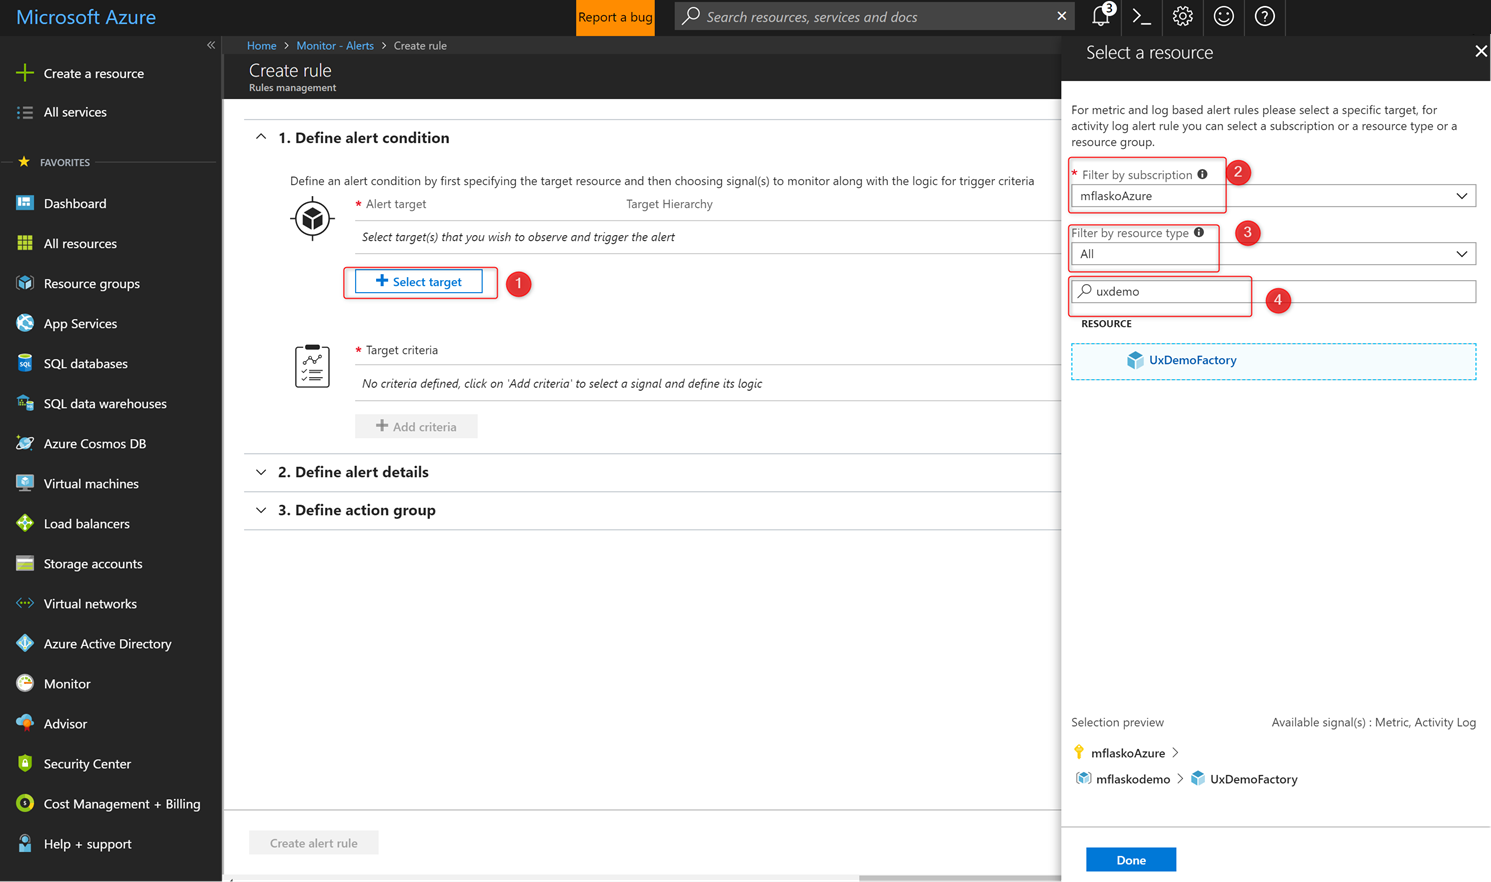 Microsoft Azure
Report a bug
Search resources, services and docs
3
Create a resource
All services
FAVORITES
Dashboard
All resources
Resource groups
App Services
SQL databases
SQL data warehouses
Azure Cosmos DB
Virtual machines
Load balancers
Storage accounts
Virtual networks
Azure Active Directory
Monitor
Advisor
Security Center
Cost Management + Billing
Help + support
Home > Monitor - Alerts > Create rule
Create rule
Rules management
1. Define alert condition
Define an alert condition by first specifying the target resource and then choosing signal(s) to monitor along with the logic for trigger criteria
* Alert target
Target Hierarchy
Select target(s) that you wish to observe and trigger the alert
+ Select target
1
* Target criteria
No criteria defined, click on 'Add criteria' to select a signal and define its logic
+ Add criteria
2. Define alert details
3. Define action group
Create alert rule
Select a resource
For metric and log based alert rules please select a specific target, for
activity log alert rule you can select a subscription or a resource type or a
resource group.
* Filter by subscription
2
mflaskoAzure
Filter by resource type
3
All
uxdemo
4
RESOURCE
UxDemoFactory
Selection preview
Available signal(s) : Metric, Activity Log
mflaskoAzure >
mflaskodemo > UxDemoFactory
Done